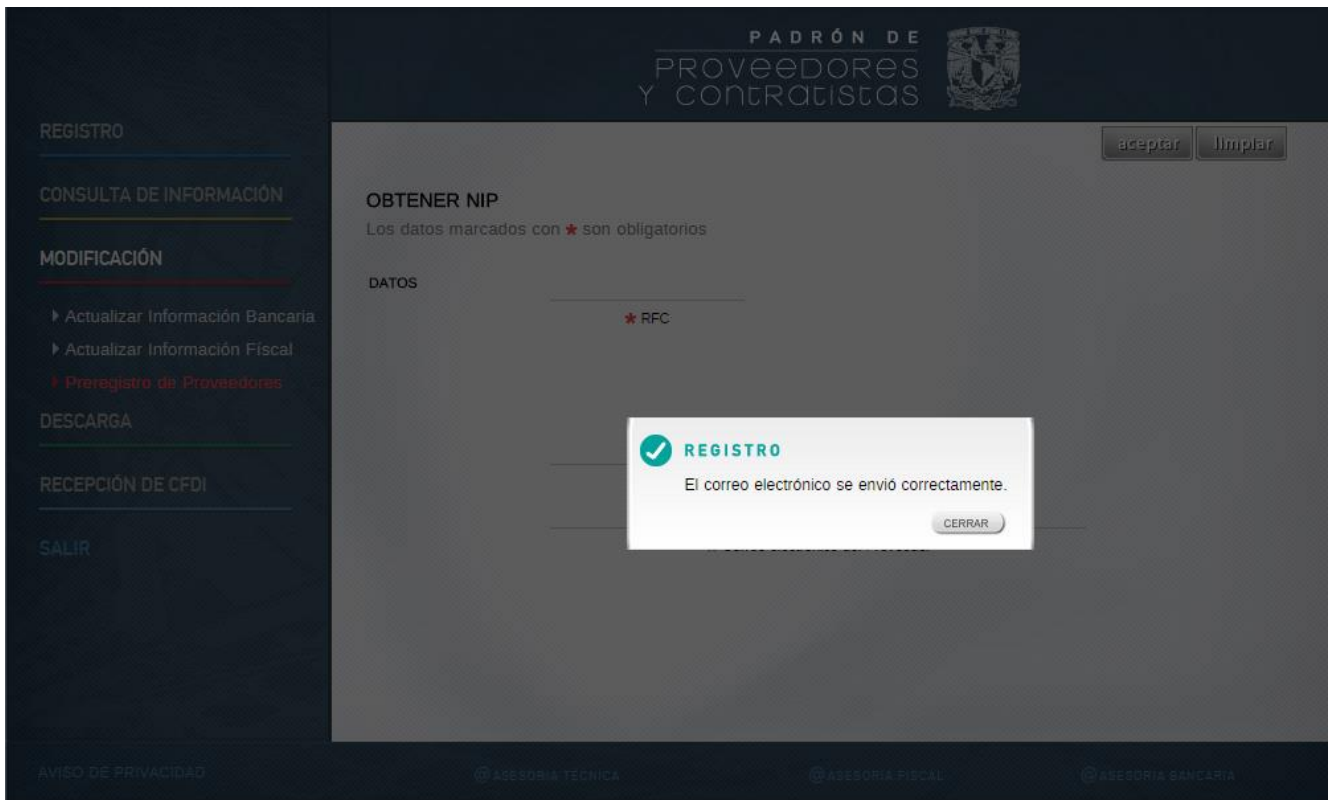 PADRÓN DE
PROVEEDORES
Y CONTRATISTAS
REGISTRO
CONSULTA DE INFORMACIÓN
MODIFICACIÓN
Actualizar Información Bancaria
Actualizar Información Físcal
Preregistro de Proveedores
DESCARGA
RECEPCIÓN DE CFDI
SALIR
aceptar limpiar
OBTENER NIP
Los datos marcados con * son obligatorios
DATOS
* RFC
REGISTRO
El correo electrónico se envió correctamente.
CERRAR
AVISO DE PRIVACIDAD @ASESORIA TECNICA @ASESORIA FISCAL @ASESORIA BANCARIA